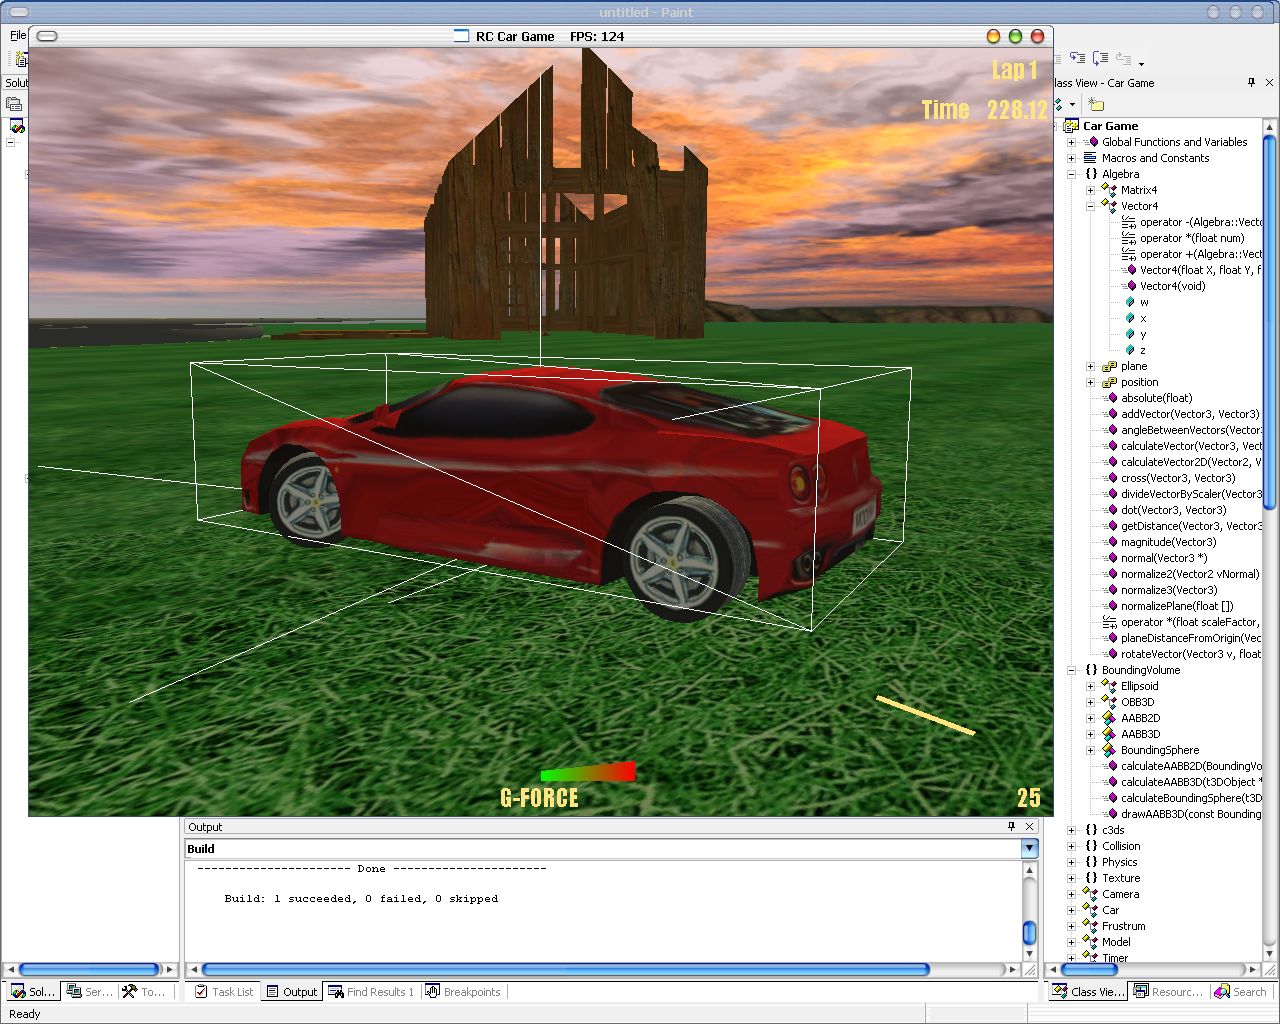 untitled - Paint
File
RC Car Game FPS: 124
Lap 1
Time 228.12
G-FORCE
25
Solut
Class View - Car Game
Car Game
Global Functions and Variables
Macros and Constants
{} Algebra
Matrix4
Vector4
operator -(Algebra::Vecto
operator *(float num)
operator +(Algebra::Vect
Vector4(float X, float Y, f
Vector4(void)
w
x
y
z
plane
position
absolute(float)
addVector(Vector3, Vector3)
angleBetweenVectors(Vector3
calculateVector(Vector3, Vect
calculateVector2D(Vector2, V
cross(Vector3, Vector3)
divideVectorByScaler(Vector3
dot(Vector3, Vector3)
getDistance(Vector3, Vector3
magnitude(Vector3)
normal(Vector3 *)
normalize2(Vector2 vNormal)
normalize3(Vector3)
normalizePlane(float [])
operator *(float scaleFactor,
planeDistanceFromOrigin(Vec
rotateVector(Vector3 v, float
{} BoundingVolume
Ellipsoid
OBB3D
AABB2D
AABB3D
BoundingSphere
calculateAABB2D(BoundingVo
calculateAABB3D(t3DObject *
calculateBoundingSphere(t3D
drawAABB3D(const Bounding
{} c3ds
{} Collision
{} Physics
{} Texture
Camera
Car
Frustrum
Model
Timer
Output
Build
---------------------- Done ----------------------
Build: 1 succeeded, 0 failed, 0 skipped
Sol... Ser... To...
Task List Output Find Results 1 Breakpoints
Class Vie... Resourc... Search
Ready